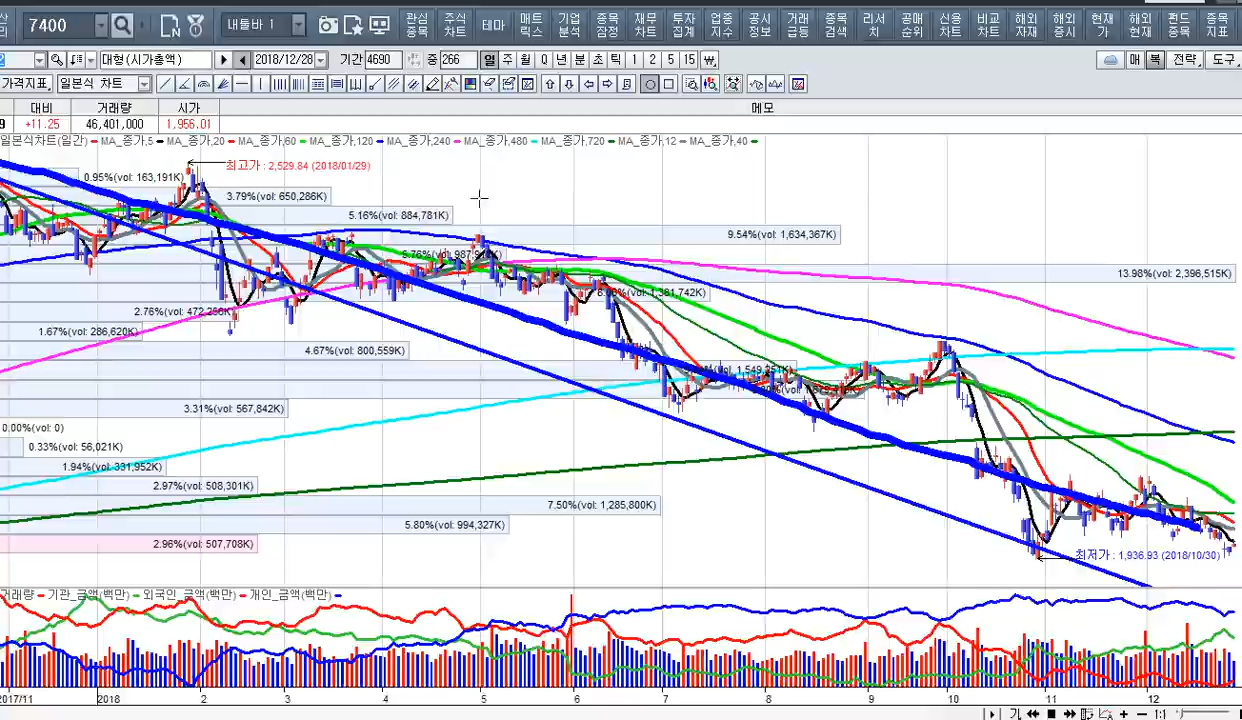 7400 내툴바 1 관심종목 주식차트 테마 매트릭스 기업분석 종목잠정 재무차트 투자집계 업종지수 공시정보 거래급등 종목검색 리서치 공매순위 신용차트 비교차트 해외자재 해외증시 현재가 해외현재 펀드종목 종목지표
대형(시가총액) 2018/12/28 기간 4690 중 266 일 주 월 Q 년 분 초 틱 1 2 5 15 매 복 전략 도구
가격지표 일본식 차트
대비 거래량 시가 메모
+11.25 46,401,000 1,956.01
일본식차트(일간) MA_종가,5 MA_종가,20 MA_종가,60 MA_종가,120 MA_종가,240 MA_종가,480 MA_종가,720 MA_종가,12 MA_종가,40
최고가 : 2,529.84 (2018/01/29)
0.95%(vol: 163,191K)
3.79%(vol: 650,286K)
5.16%(vol: 884,781K)
9.54%(vol: 1,634,367K)
13.98%(vol: 2,396,515K)
2.76%(vol: 472,256K)
1.67%(vol: 286,620K)
4.67%(vol: 800,559K)
3.31%(vol: 567,842K)
0.00%(vol: 0)
0.33%(vol: 56,021K)
1.94%(vol: 331,952K)
2.97%(vol: 508,301K)
7.50%(vol: 1,285,800K)
5.80%(vol: 994,327K)
2.96%(vol: 507,708K)
최저가 : 1,936.93 (2018/10/30)
거래량 기관_금액(백만) 외국인_금액(백만) 개인_금액(백만)
2017/11 2018 2 3 4 5 6 7 8 9 10 11 12
1:1